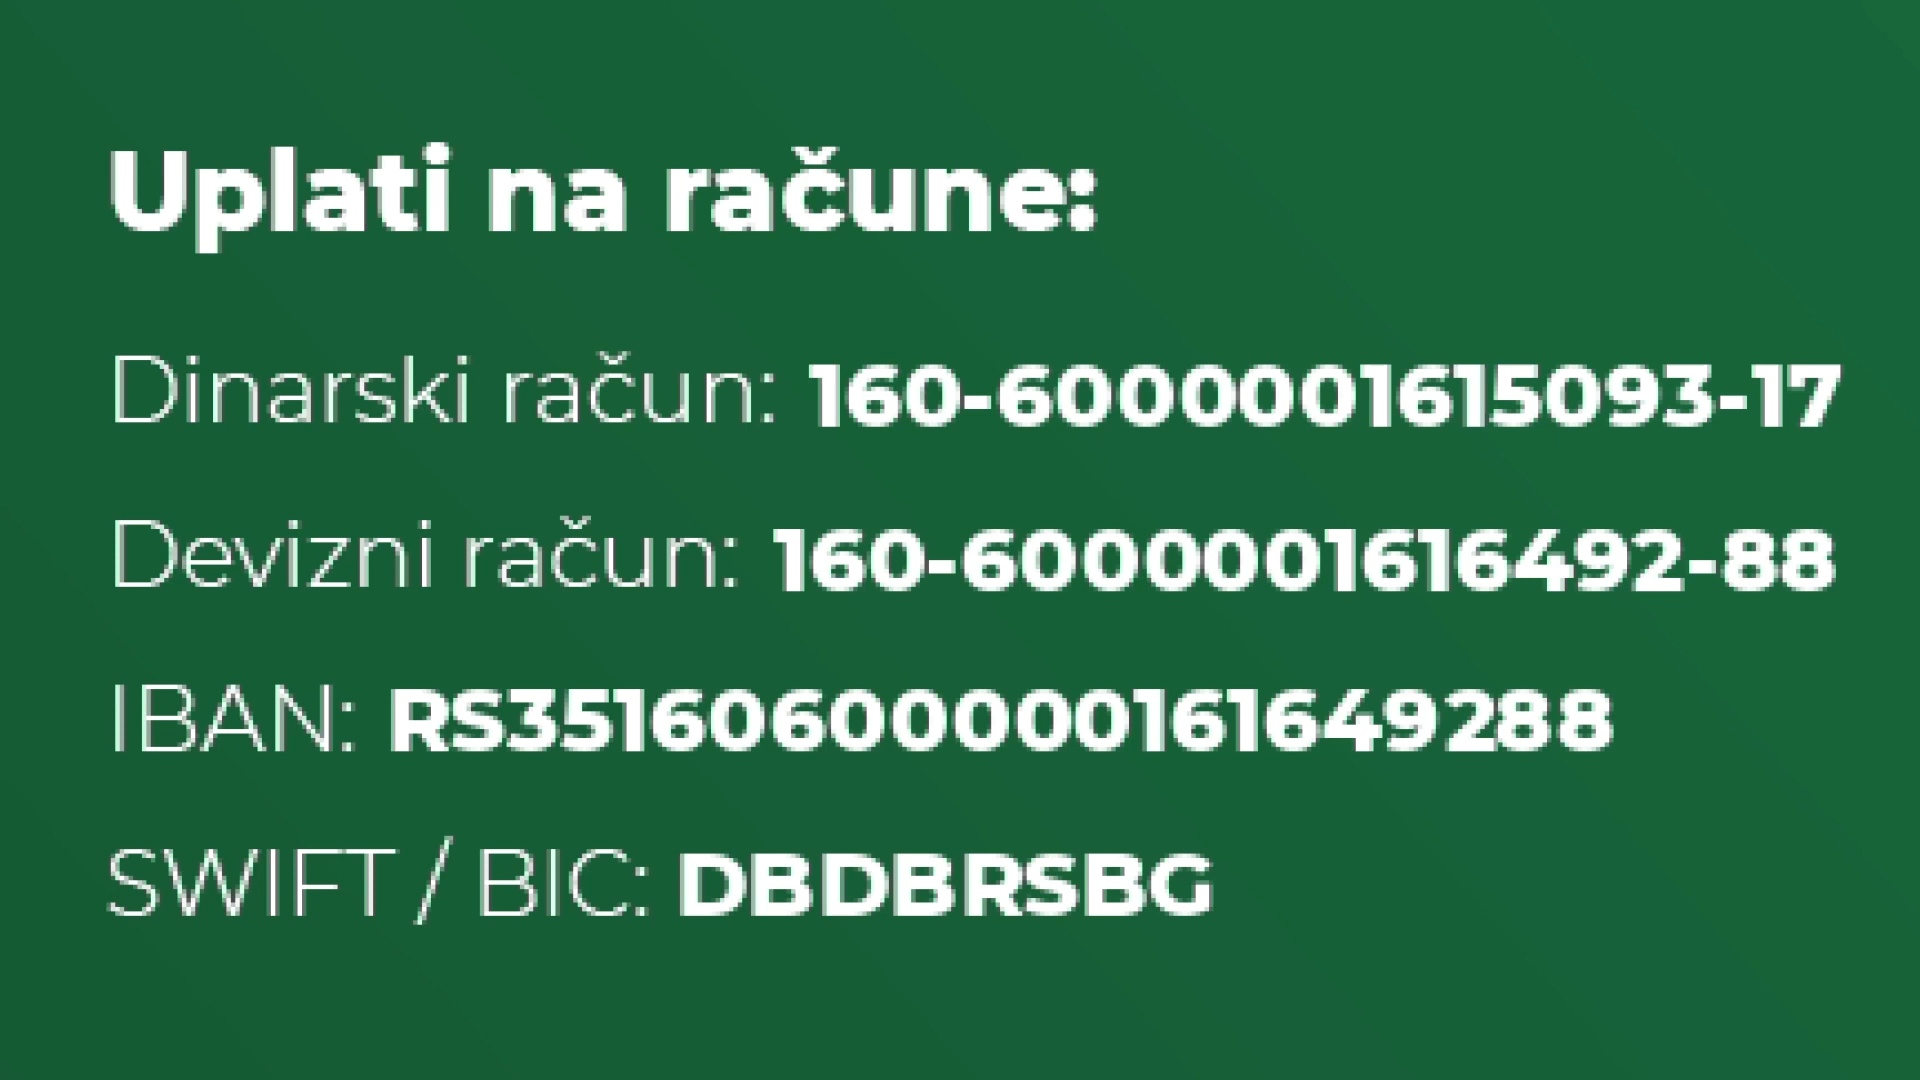 Uplati na račune:
Dinarski račun: 160-6000001615093-17
Devizni račun: 160-6000001616492-88
IBAN: RS35160600000161649288
SWIFT / BIC: DBDBRSBG